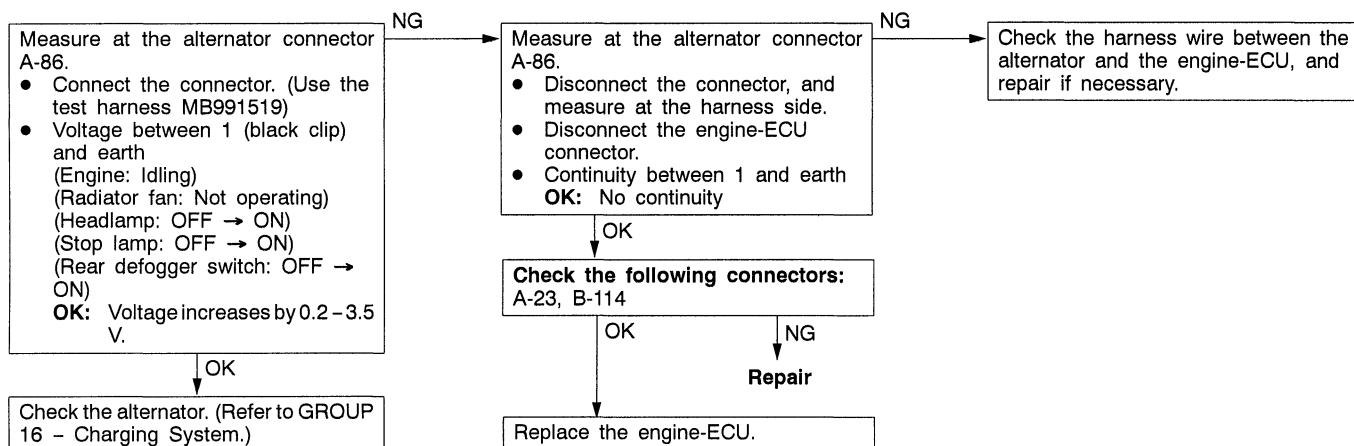 Measure at the alternator connector
A-86.
● Connect the connector. (Use the
test harness MB991519)
● Voltage between 1 (black clip)
and earth
(Engine: Idling)
(Radiator fan: Not operating)
(Headlamp: OFF → ON)
(Stop lamp: OFF → ON)
(Rear defogger switch: OFF →
ON)
OK: Voltage increases by 0.2 – 3.5
V.
OK
Check the alternator. (Refer to GROUP
16 – Charging System.)
NG
Measure at the alternator connector
A-86.
● Disconnect the connector, and
measure at the harness side.
● Disconnect the engine-ECU
connector.
● Continuity between 1 and earth
OK: No continuity
OK
Check the following connectors:
A-23, B-114
OK
NG
Repair
Replace the engine-ECU.
NG
Check the harness wire between the
alternator and the engine-ECU, and
repair if necessary.